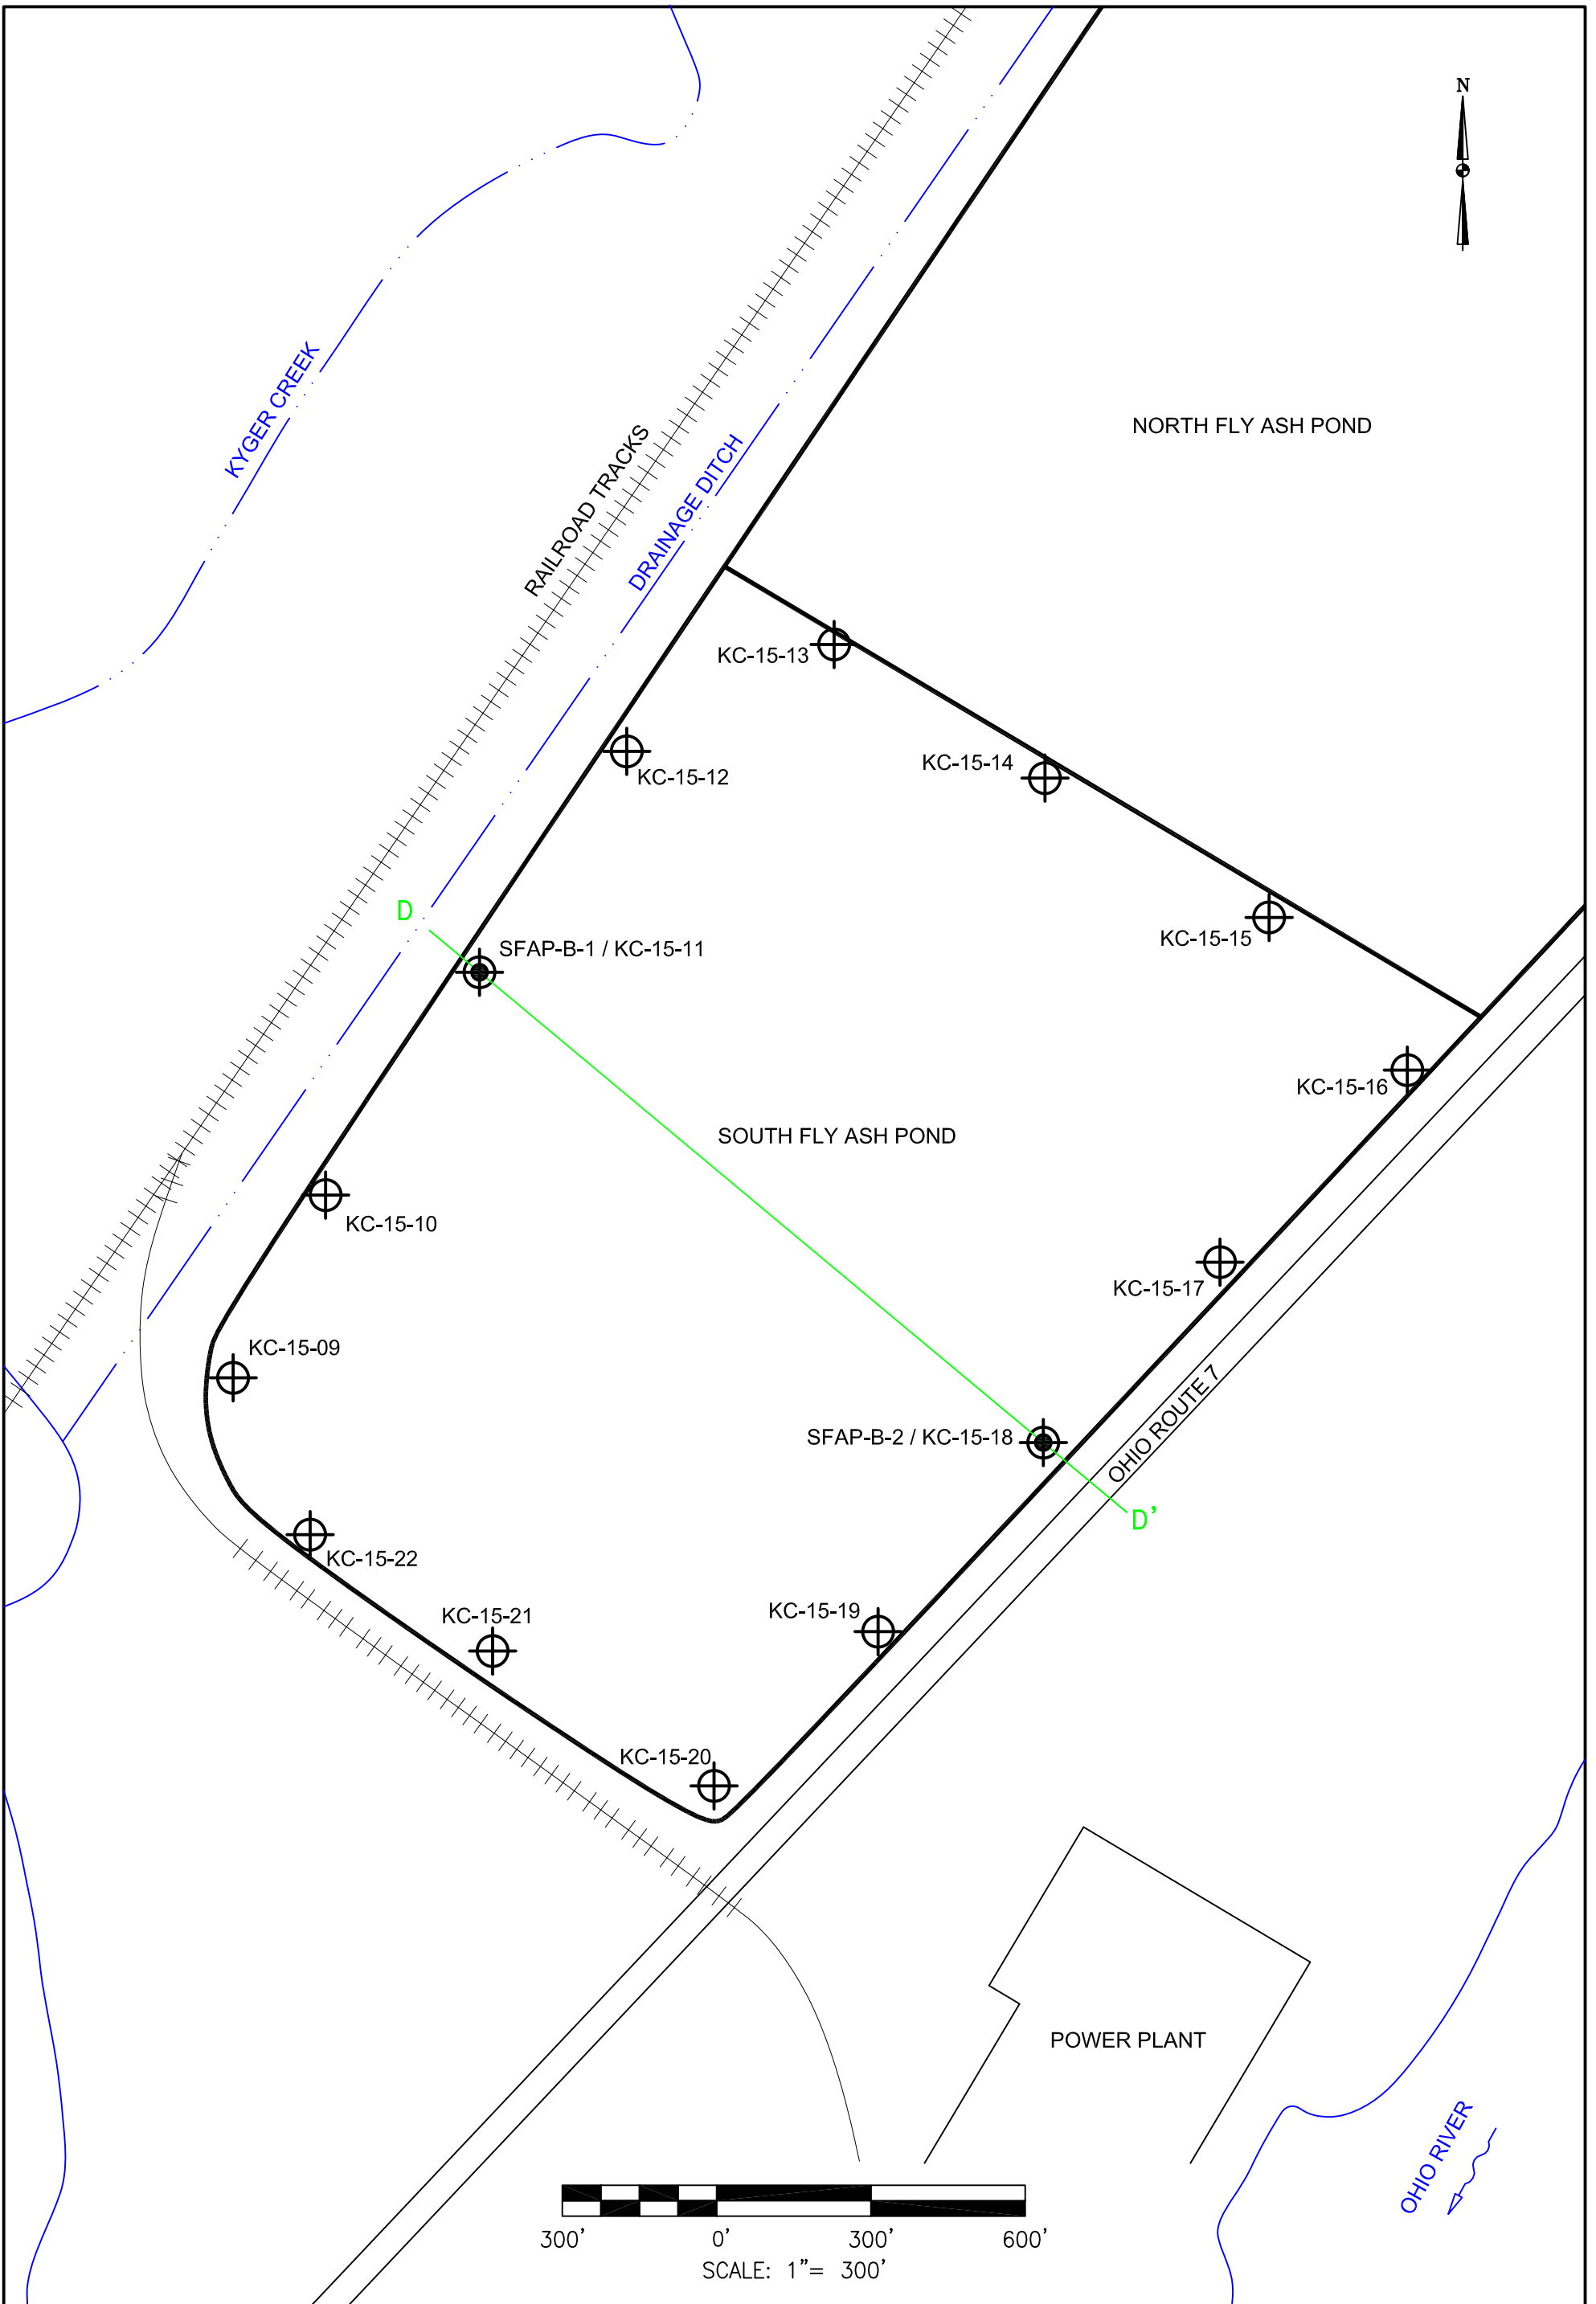 N
NORTH FLY ASH POND
KYGER CREEK
RAILROAD TRACKS
DRAINAGE DITCH
KC-15-13
KC-15-12
KC-15-14
D
SFAP-B-1 / KC-15-11
KC-15-15
KC-15-16
SOUTH FLY ASH POND
KC-15-10
KC-15-17
KC-15-09
OHIO ROUTE 7
SFAP-B-2 / KC-15-18
D'
KC-15-22
KC-15-21
KC-15-19
KC-15-20
POWER PLANT
OHIO RIVER
300' 0' 300' 600'
SCALE: 1"= 300'